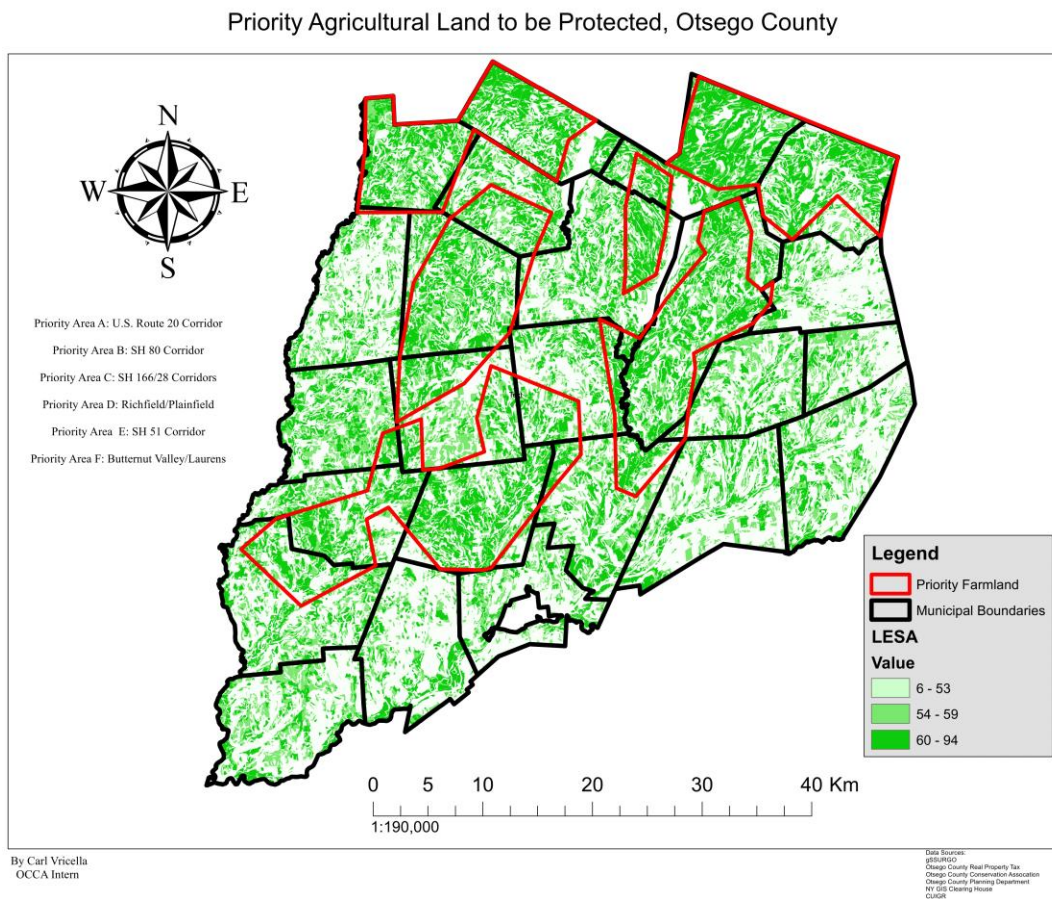 Priority Agricultural Land to be Protected, Otsego County
N
W E
S
Priority Area A: U.S. Route 20 Corridor
Priority Area B: SH 80 Corridor
Priority Area C: SH 166/28 Corridors
Priority Area D: Richfield/Plainfield
Priority Area E: SH 51 Corridor
Priority Area F: Butternut Valley/Laurens
Legend
Priority Farmland
Municipal Boundaries
LESA
Value
6 - 53
54 - 59
60 - 94
0 5 10 20 30 40 Km
1:190,000
By Carl Vricella
OCCA Intern
Data Sources:
gSSURGO
Otsego County Real Property Tax
Otsego County Conservation Assocation
Otsego County Planning Department
NY GIS Clearing House
CUGIR